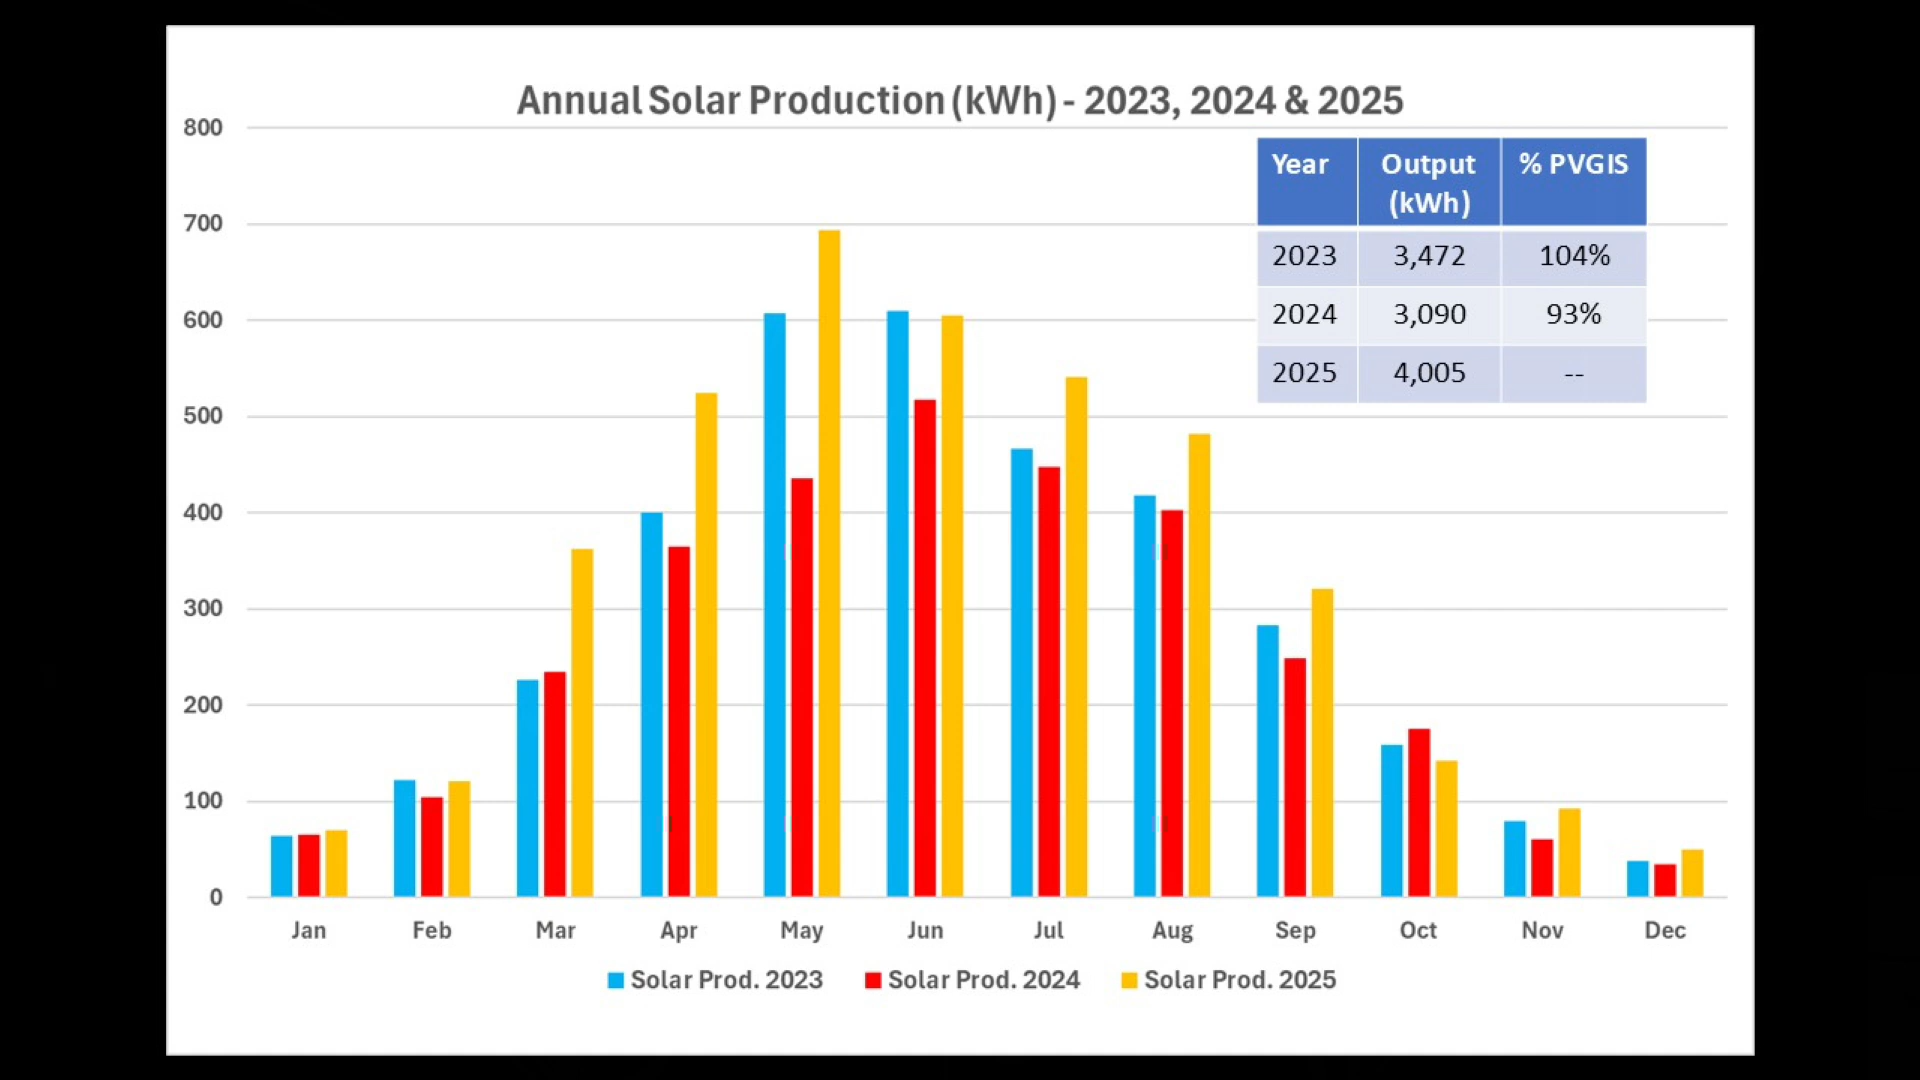 Annual Solar Production (kWh) - 2023, 2024 & 2025
800
700
600
500
400
300
200
100
0
Year Output (kWh) % PVGIS
2023 3,472 104%
2024 3,090 93%
2025 4,005 --
Jan Feb Mar Apr May Jun Jul Aug Sep Oct Nov Dec
Solar Prod. 2023 Solar Prod. 2024 Solar Prod. 2025